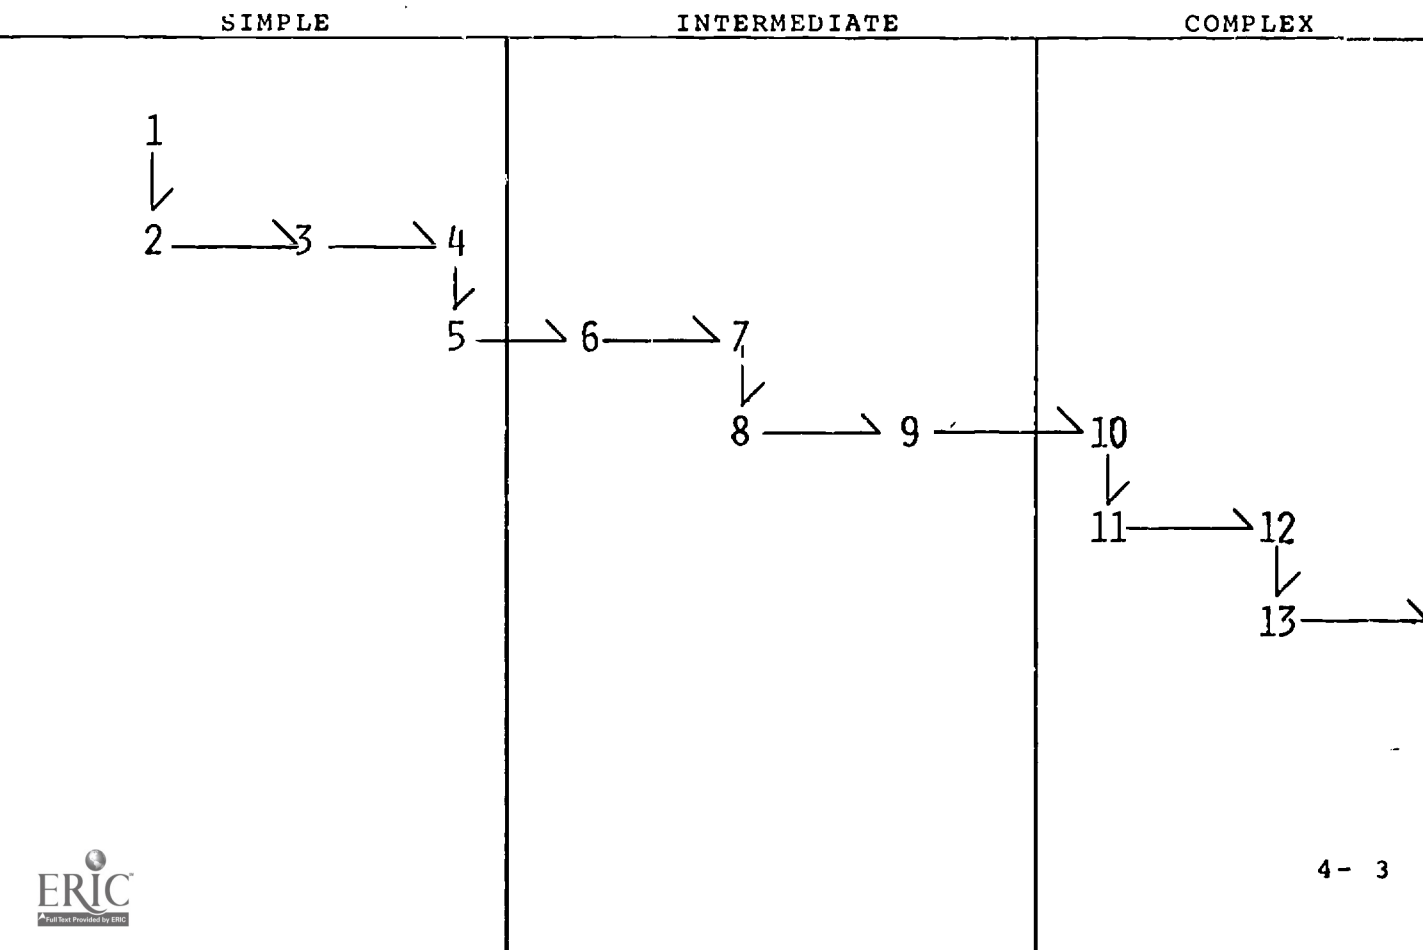 SIMPLE INTERMEDIATE COMPLEX
1
2 3 4
5 6 7
8 9 10
11 12
13
4- 3
ERIC
Full Text Provided by ERIC